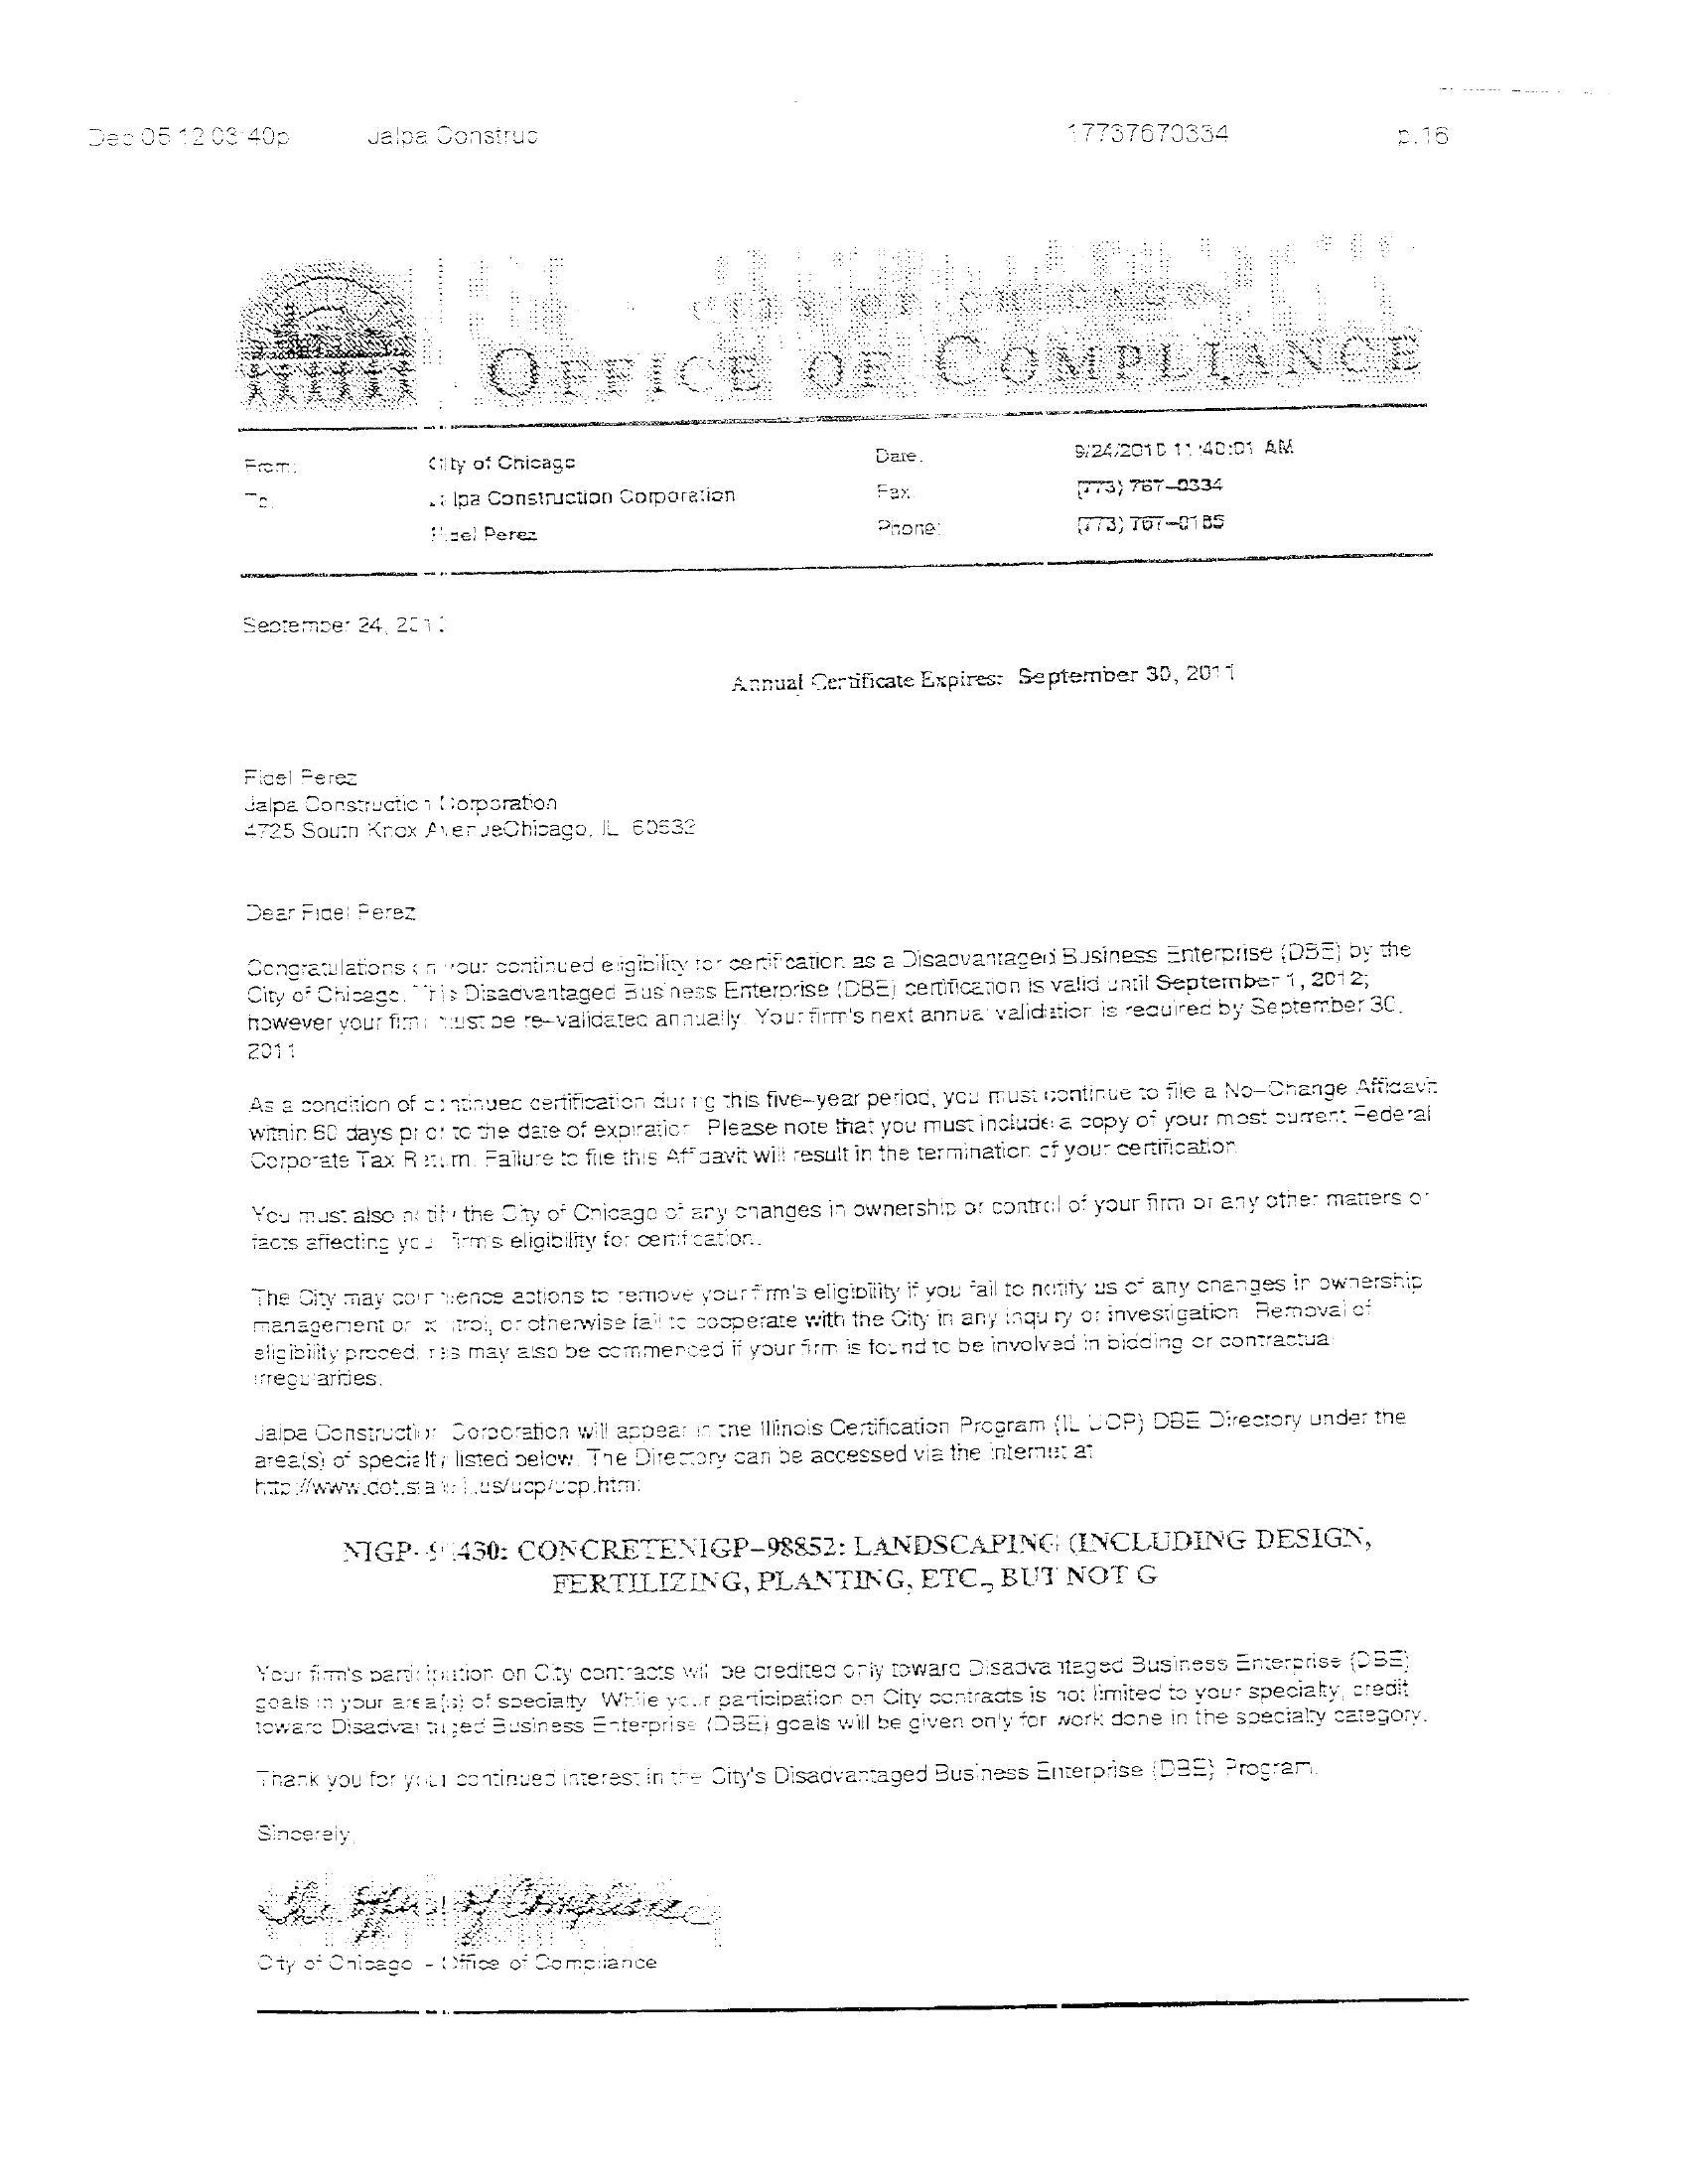 Dec 05 12 03:40p Jalpa Construc 17737670334 p.16
OFFICE OF COMPLIANCE
From: City of Chicago Date: 9/24/2010 11:40:01 AM
To: Jalpa Construction Corporation Fax: (773) 767-0334
Fidel Perez Phone: (773) 767-0185
September 24, 2010
Annual Certificate Expires: September 30, 2011
Fidel Perez
Jalpa Construction Corporation
4725 South Knox AvenueChicago, IL 60632
Dear Fidel Perez
Congratulations on your continued eligibility for certification as a Disadvantaged Business Enterprise (DBE) by the
City of Chicago. This Disadvantaged Business Enterprise (DBE) certification is valid until September 1, 2012;
however your firm must be re-validated annually. Your firm's next annual validation is required by September 30,
2011
As a condition of continued certification during this five-year period, you must continue to file a No-Change Affidavit
within 60 days prior to the date of expiration. Please note that you must include a copy of your most current Federal
Corporate Tax Return. Failure to file this Affidavit will result in the termination of your certification
You must also notify the City of Chicago of any changes in ownership or control of your firm or any other matters or
facts affecting your firm's eligibility for certification.
The City may commence actions to remove your firm's eligibility if you fail to notify us of any changes in ownership
management or control, or otherwise fail to cooperate with the City in any inquiry or investigation. Removal of
eligibility procedures may also be commenced if your firm is found to be involved in bidding or contractual
irregularities.
Jalpa Construction Corporation will appear in the Illinois Certification Program (IL UCP) DBE Directory under the
area(s) of specialty listed below. The Directory can be accessed via the internet at
http://www.dot.state.il.us/ucp/ucp.html
430: CONCRETENIGP-98852: LANDSCAPING (INCLUDING DESIGN,
FERTILIZING, PLANTING, ETC., BUT NOT G
Your firm's participation on City contracts will be credited only toward Disadvantaged Business Enterprise (DBE)
goals in your area(s) of specialty. While your participation on City contracts is not limited to your specialty, credit
toward Disadvantaged Business Enterprise (DBE) goals will be given only for work done in the specialty category.
Thank you for your continued interest in the City's Disadvantaged Business Enterprise (DBE) Program.
Sincerely,
City of Chicago - Office of Compliance